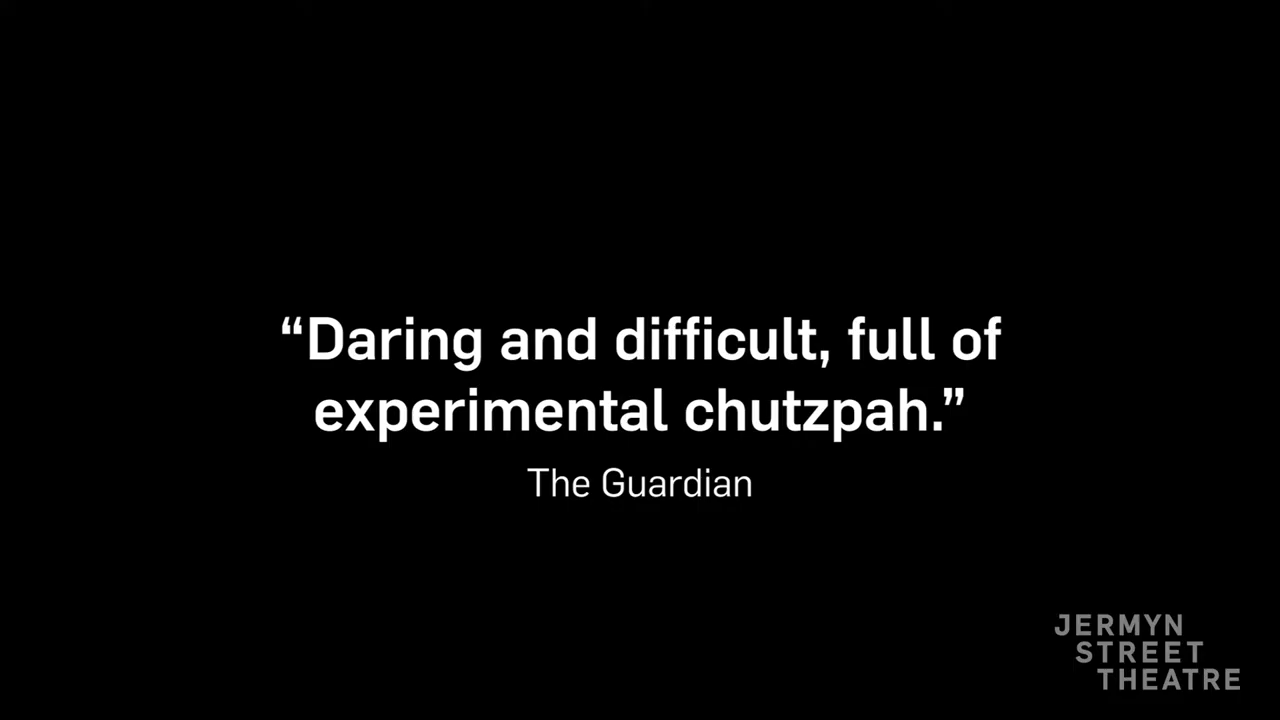 “Daring and difficult, full of
experimental chutzpah.”
The Guardian
JERMYN
STREET
THEATRE